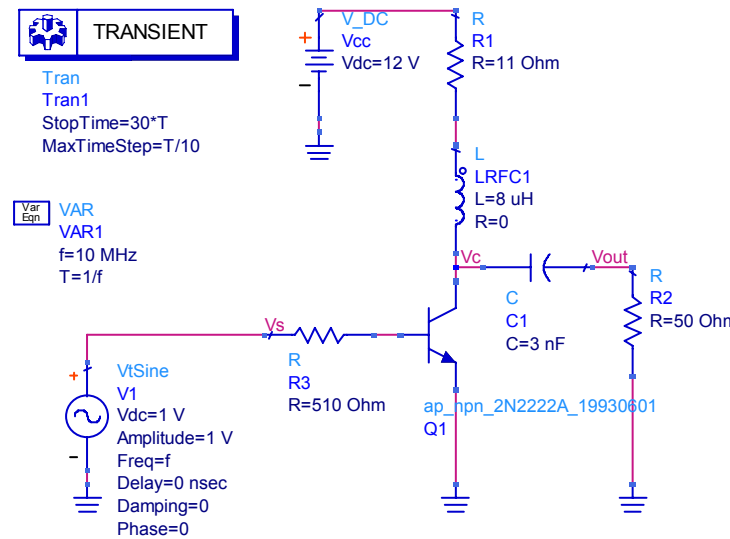 TRANSIENT
Tran
Tran1
StopTime=30*T
MaxTimeStep=T/10
V_DC
Vcc
Vdc=12 V
+
−
R
R1
R=11 Ohm
L
LRFC1
L=8 uH
R=0
Var
Eqn
VAR
VAR1
f=10 MHz
T=1/f
Vc
Vout
C
C1
C=3 nF
R
R2
R=50 Ohm
Vs
R
R3
R=510 Ohm
ap_npn_2N2222A_19930601
Q1
+
−
VtSine
V1
Vdc=1 V
Amplitude=1 V
Freq=f
Delay=0 nsec
Damping=0
Phase=0